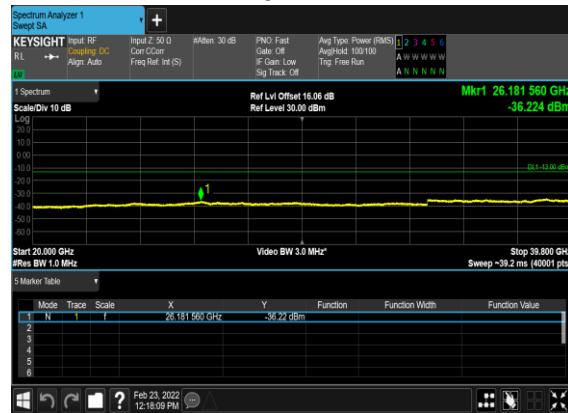 Spectrum Analyzer 1
Swept SA
+
KEYSIGHT Input: RF Input Z: 50 Ω #Atten: 30 dB PNO: Fast Avg Type: Power (RMS) 1 2 3 4 5 6
RL Coupling: DC Corr CCorr Gate: Off Avg|Hold: 100/100 A W W W W W
Align: Auto Freq Ref: Int (S) IF Gain: Low Trig: Free Run
LW Sig Track: Off A N N N N N
1 Spectrum Ref Lvl Offset 16.06 dB Mkr1 26.181 560 GHz
Scale/Div 10 dB Ref Level 30.00 dBm -36.224 dBm
Log
20.0
10.0
0.00
-10.0 DL1 -13.00 dBm
-20.0
-30.0 1
-40.0
-50.0
-60.0
Start 20.000 GHz Video BW 3.0 MHz* Stop 39.800 GHz
#Res BW 1.0 MHz Sweep ~39.2 ms (40001 pts)
5 Marker Table
Mode Trace Scale X Y Function Function Width Function Value
1 N 1 f 26.181 560 GHz -36.22 dBm
2
3
4
5
6
? Feb 23, 2022
12:18:09 PM